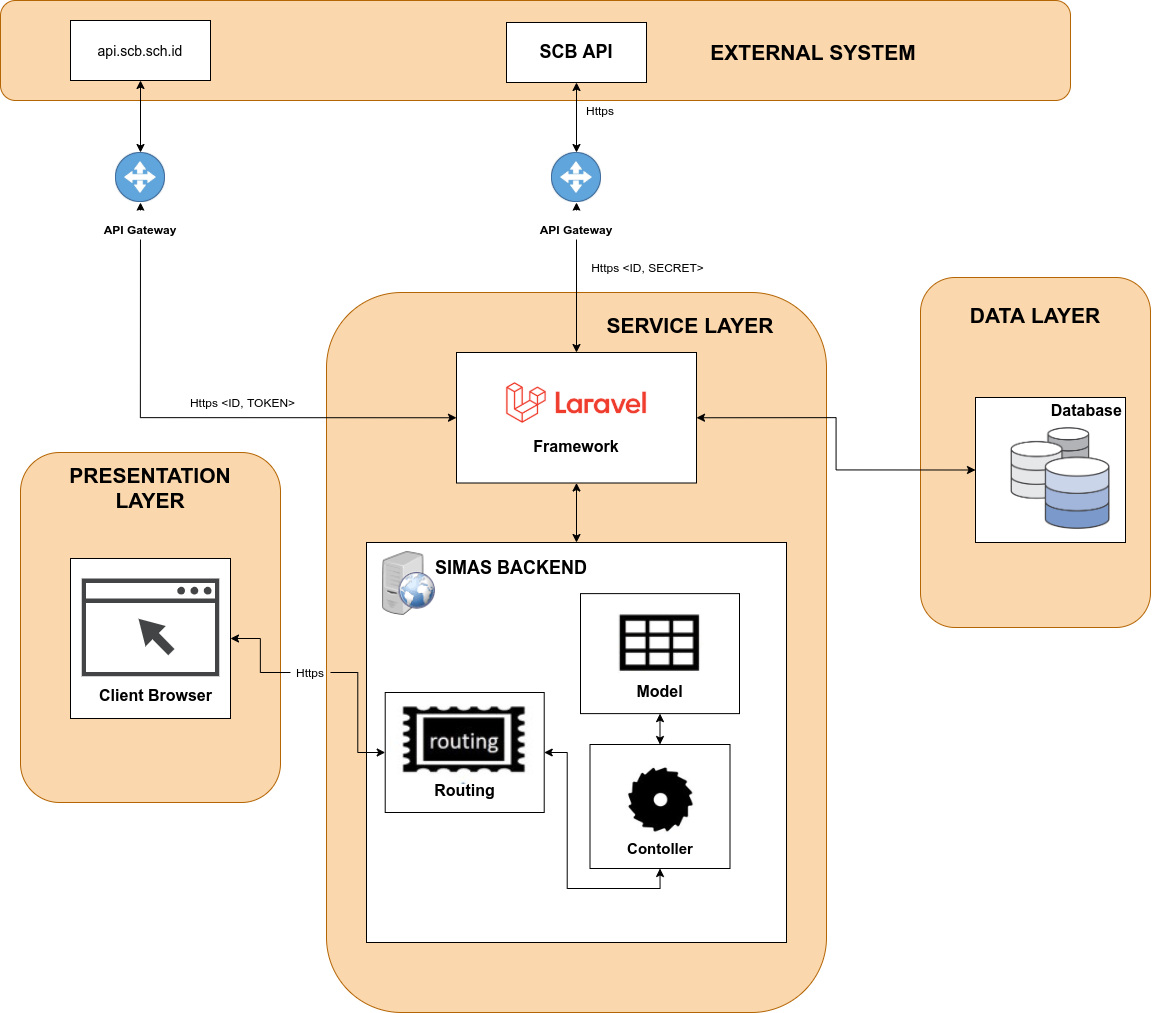 api.scb.sch.id
SCB API
EXTERNAL SYSTEM
Https
API Gateway
API Gateway
Https <ID, SECRET>
SERVICE LAYER
DATA LAYER
Laravel
Framework
Https <ID, TOKEN>
Database
PRESENTATION
LAYER
Client Browser
Https
SIMAS BACKEND
Model
routing
Routing
Contoller